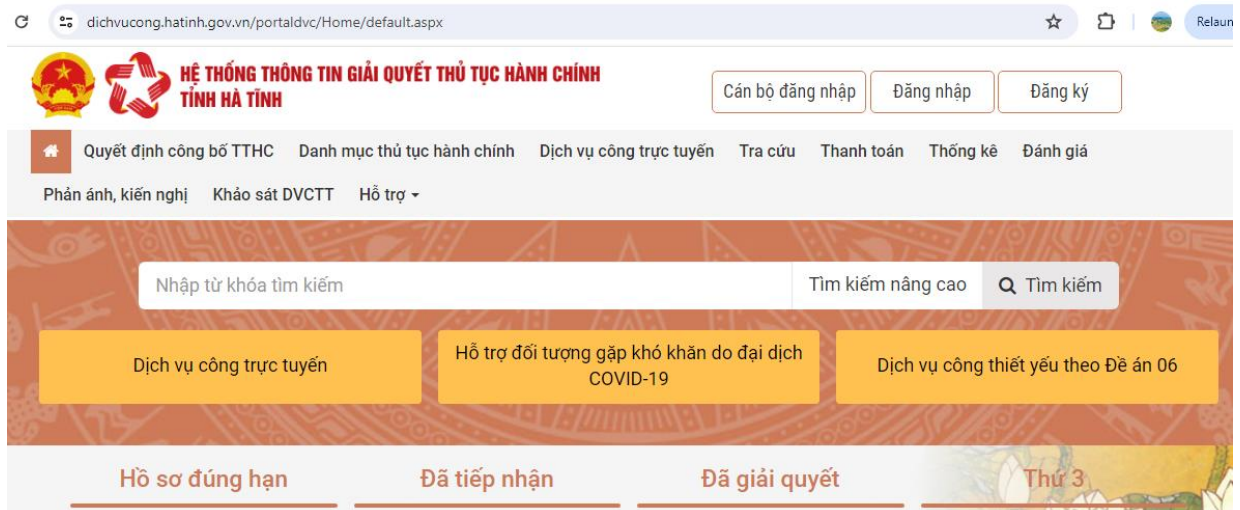 dichvucong.hatinh.gov.vn/portaldvc/Home/default.aspx
Relaun
HỆ THỐNG THÔNG TIN GIẢI QUYẾT THỦ TỤC HÀNH CHÍNH
TỈNH HÀ TĨNH
Cán bộ đăng nhập
Đăng nhập
Đăng ký
Quyết định công bố TTHC Danh mục thủ tục hành chính Dịch vụ công trực tuyến Tra cứu Thanh toán Thống kê Đánh giá
Phản ánh, kiến nghị Khảo sát DVCTT Hỗ trợ
Nhập từ khóa tìm kiếm
Tìm kiếm nâng cao
Tìm kiếm
Dịch vụ công trực tuyến
Hỗ trợ đối tượng gặp khó khăn do đại dịch
COVID-19
Dịch vụ công thiết yếu theo Đề án 06
Hồ sơ đúng hạn
Đã tiếp nhận
Đã giải quyết
Thứ 3